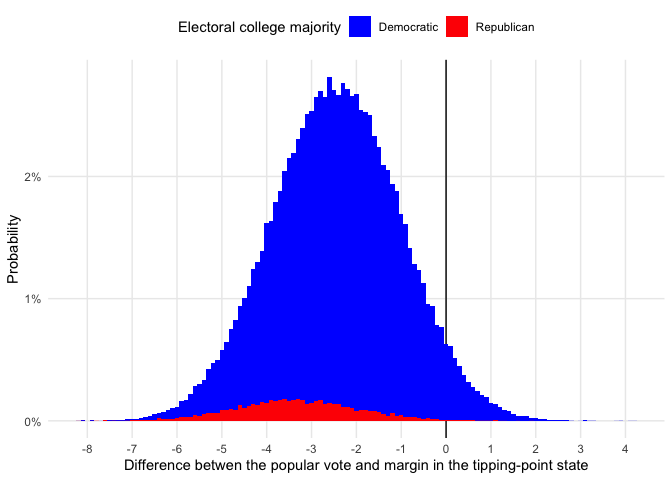 Electoral college majority Democratic Republican
Probability
2%
1%
0%
-8 -7 -6 -5 -4 -3 -2 -1 0 1 2 3 4
Difference betwen the popular vote and margin in the tipping-point state